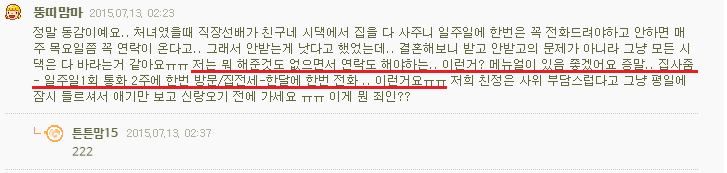 뚱띠맘마 2015,07,13, 02:23
정말 동감이예요.. 처녀였을때 직장선배가 친구네 시댁에서 집을 다 사주니 일주일에 한번은 꼭 전화드려야하고 안하면 매
주 목요일쯤 꼭 연락이 온다고.. 그래서 안받는게 낫다고 했었는데.. 결혼해보니 받고 안받고의 문제가 아니라 그냥 모든 시
댁은 다 바라는거 같아요ㅠㅠ 저는 뭐 해준것도 없으면서 연락도 해야하는.. 이런거? 메뉴얼이 있음 좋겠어요 증말.. 집사줌
- 일주일1회 통화 2주에 한번 방문/집전세-한달에 한번 전화 .. 이런거요ㅠㅠ 저희 친정은 사위 부담스럽다고 그냥 평일에
잠시 들르셔서 애기만 보고 신랑오기 전에 가세요 ㅠㅠ 이게 뭔 죄인??
튼튼맘15 2015,07,13, 02:37
222